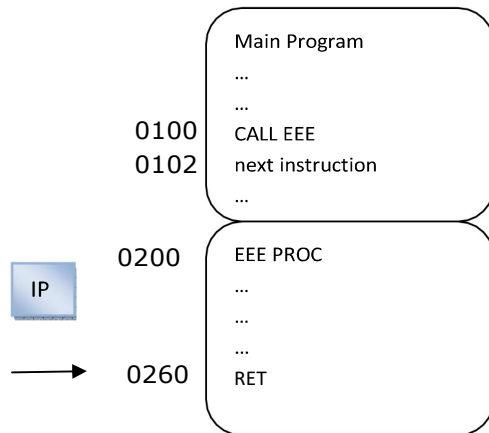 Main Program
...
...
0100 CALL EEE
0102 next instruction
...
0200 EEE PROC
IP
...
...
...
0260 RET